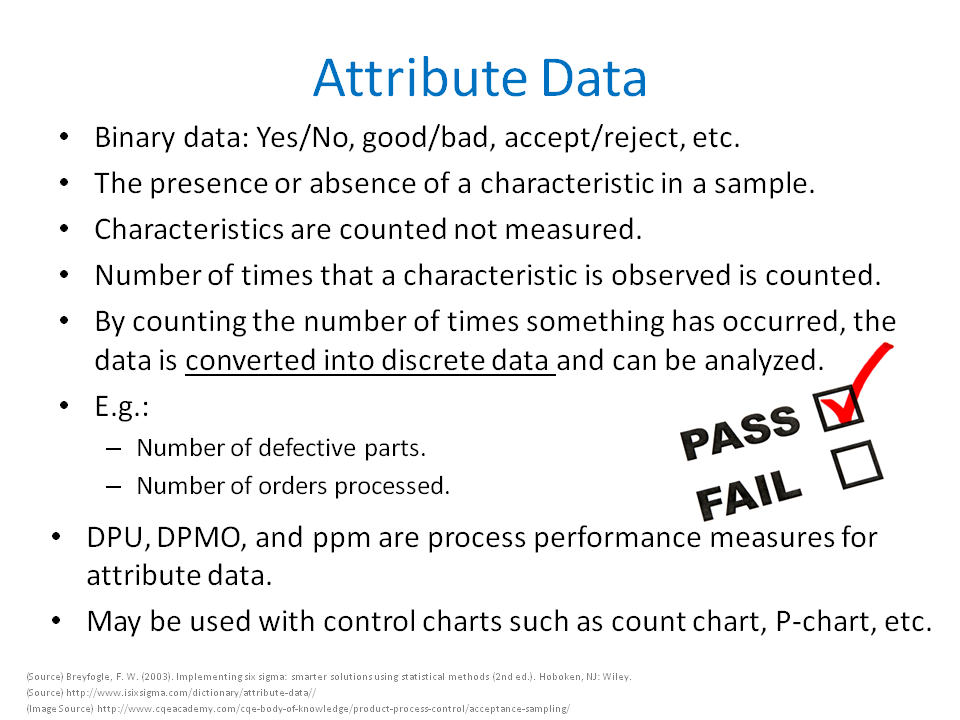 Attribute Data
• Binary data: Yes/No, good/bad, accept/reject, etc.
• The presence or absence of a characteristic in a sample.
• Characteristics are counted not measured.
• Number of times that a characteristic is observed is counted.
• By counting the number of times something has occurred, the
data is converted into discrete data and can be analyzed.
• E.g.:
– Number of defective parts.
– Number of orders processed.
PASS
FAIL
• DPU, DPMO, and ppm are process performance measures for
attribute data.
• May be used with control charts such as count chart, P-chart, etc.
(Source) Breyfogle, F. W. (2003). Implementing six sigma: smarter solutions using statistical methods (2nd ed.). Hoboken, NJ: Wiley.
(Source) http://www.isixsigma.com/dictionary/attribute-data//
(Image Source) http://www.cqeacademy.com/cqe-body-of-knowledge/product-process-control/acceptance-sampling/